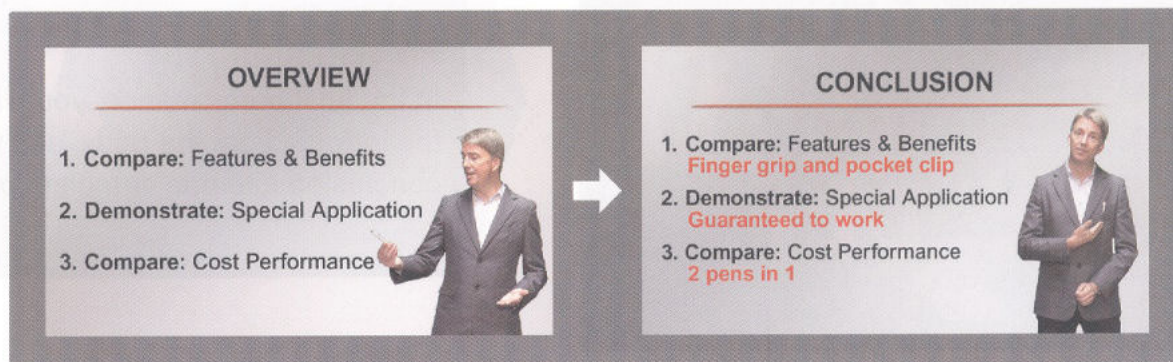 OVERVIEW
1. Compare: Features & Benefits
2. Demonstrate: Special Application
3. Compare: Cost Performance
CONCLUSION
1. Compare: Features & Benefits
Finger grip and pocket clip
2. Demonstrate: Special Application
Guaranteed to work
3. Compare: Cost Performance
2 pens in 1